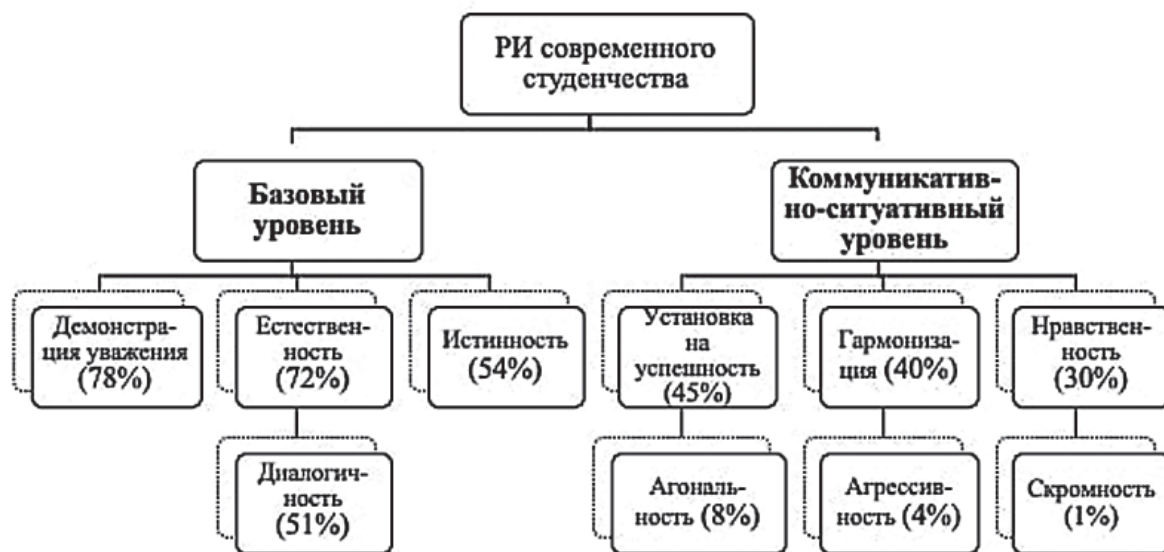 РИ современного
студенчества
Базовый
уровень
Коммуникатив-
но-ситуативный
уровень
Демонстра-
ция уважения
(78%)
Естествен-
ность
(72%)
Истинность
(54%)
Установка
на
успешность
(45%)
Гармониза-
ция (40%)
Нравствен-
ность
(30%)
Диалогич-
ность
(51%)
Агональ-
ность (8%)
Агрессив-
ность (4%)
Скромность
(1%)